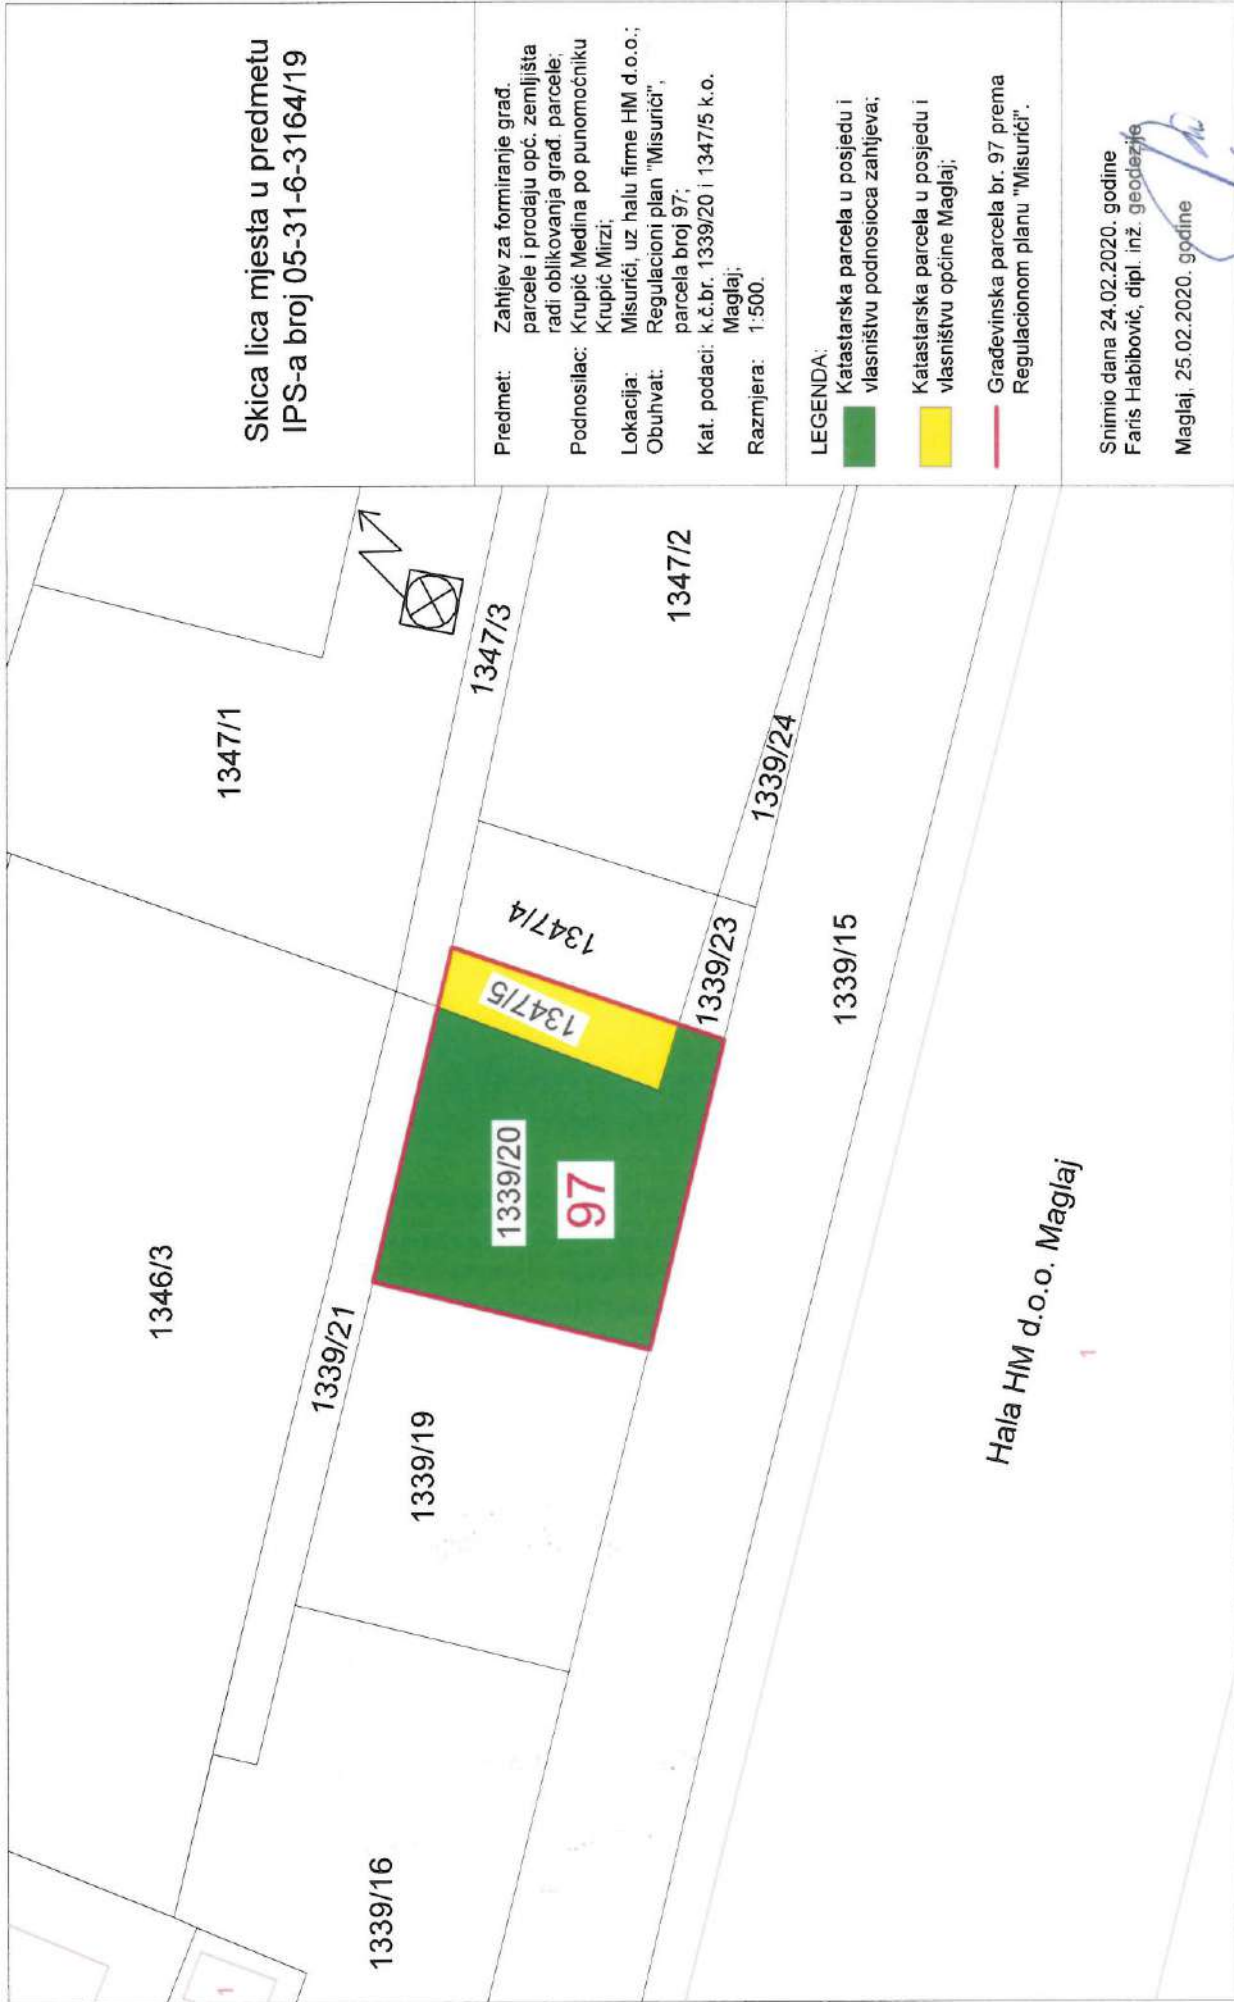 Skica lica mjesta u predmetu
IPS-a broj 05-31-6-3164/19
Predmet: Zahtjev za formiranje građ.
parcele i prodaju opć. zemljišta
radi oblikovanja građ. parcele;
Podnosilac: Krupić Medina po punomoćniku
Krupić Mirzi;
Lokacija: Misurići, uz halu firme HM d.o.o.;
Obuhvat: Regulacioni plan "Misurići",
parcela broj 97;
Kat. podaci: k.č.br. 1339/20 i 1347/5 k.o.
Maglaj;
Razmjera: 1:500.
LEGENDA:
Katastarska parcela u posjedu i
vlasništvu podnosioca zahtjeva;
Katastarska parcela u posjedu i
vlasništvu općine Maglaj;
Građevinska parcela br. 97 prema
Regulacionom planu "Misurići".
Snimio dana 24.02.2020. godine
Faris Habibović, dipl. inž. geodezije
Maglaj, 25.02.2020. godine
1346/3
1347/1
1347/3
1347/2
1339/21
1339/19
1339/16
1339/20
97
1347/5
1347/4
1339/23
1339/24
1339/15
Hala HM d.o.o. Maglaj
1
1